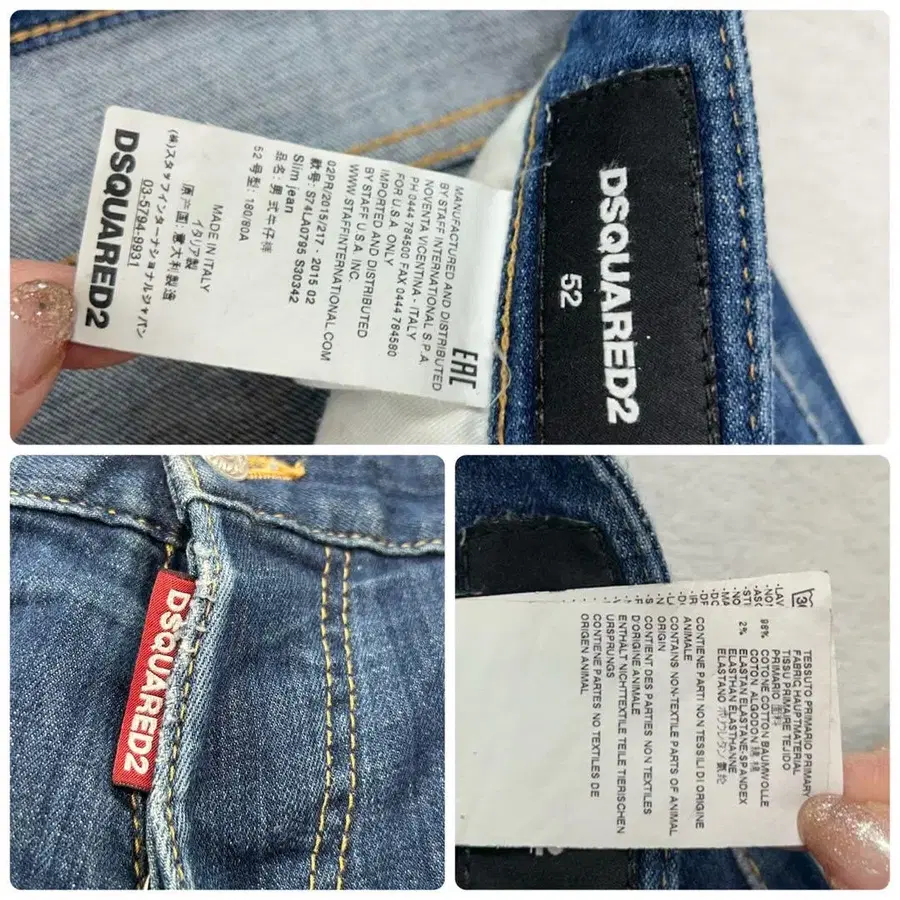 DSQUARED2
(株)スタッフインターナショナルジャパン
03-5794-9931
原产国:意大利製造
イタリア製
MADE IN ITALY
52 号型: 180/80A
品名: 男式牛仔裤
Slim jean
款号: S74LA0795 S30342
02PR/2015/217. 2015 02
WWW.STAFFINTERNATIONAL.COM
BY STAFF U.S.A. INC.
IMPORTED AND DISTRIBUTED
FOR U.S.A. ONLY
PH 0444 784500 FAX 0444 784580
NOVENTA VICENTINA - ITALY
BY STAFF INTERNATIONAL S.P.A.
MANUFACTURED AND DISTRIBUTED
EAC
DSQUARED2
52
DSQUARED2
TESSUTO PRIMARIO PRIMARY
FABRIC HAUPTMATERIAL
TISSU PRIMAIRE TEJIDO
PRIMARIO 面料
98% COTONE COTTON BAUMWOLLE
COTON ALGODON 棉 棉
2% ELASTAN ELASTANE-SPANDEX
ELASTHAN ELASTHANNE
ELASTANO ポリウレタン 氨纶
CONTIENE PARTI NON TESSILI DI ORIGINE
ANIMALE
CONTAINS NON-TEXTILE PARTS OF ANIMAL
ORIGIN
CONTIENT DES PARTIES NON TEXTILES
D'ORIGINE ANIMALE
ENTHÄLT NICHTTEXTILE TEILE TIERISCHEN
URSPRUNGS
CONTIENE PARTES NO TEXTILES DE
ORIGEN ANIMAL